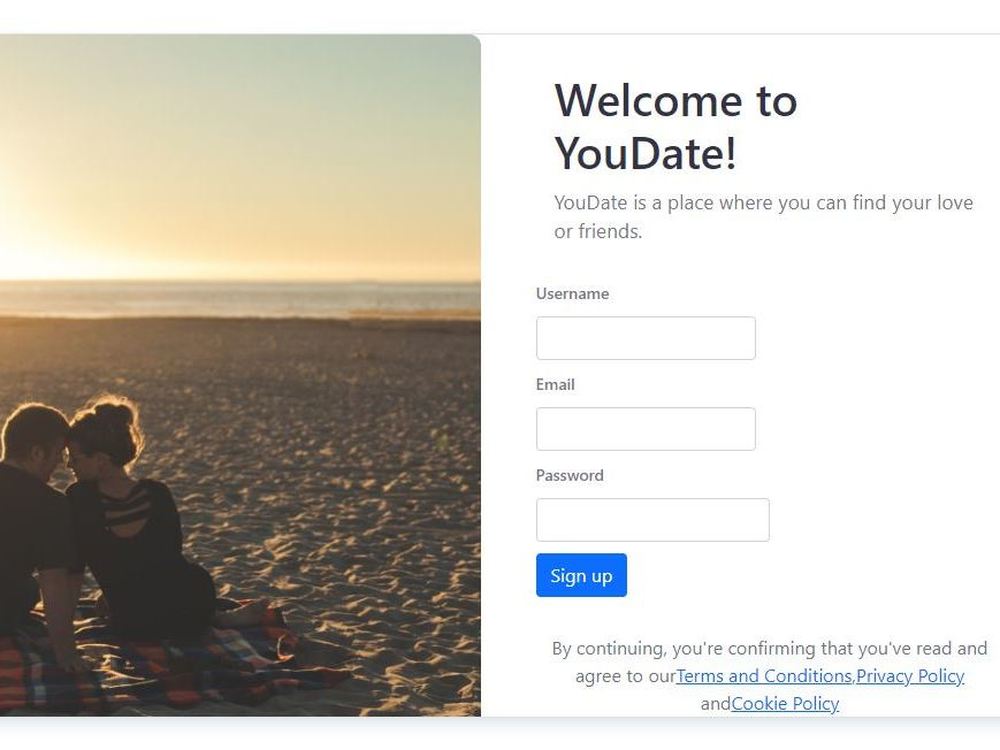 Welcome to
YouDate!
YouDate is a place where you can find your love
or friends.
Username
Email
Password
Sign up
By continuing, you're confirming that you've read and
agree to ourTerms and Conditions,Privacy Policy
andCookie Policy